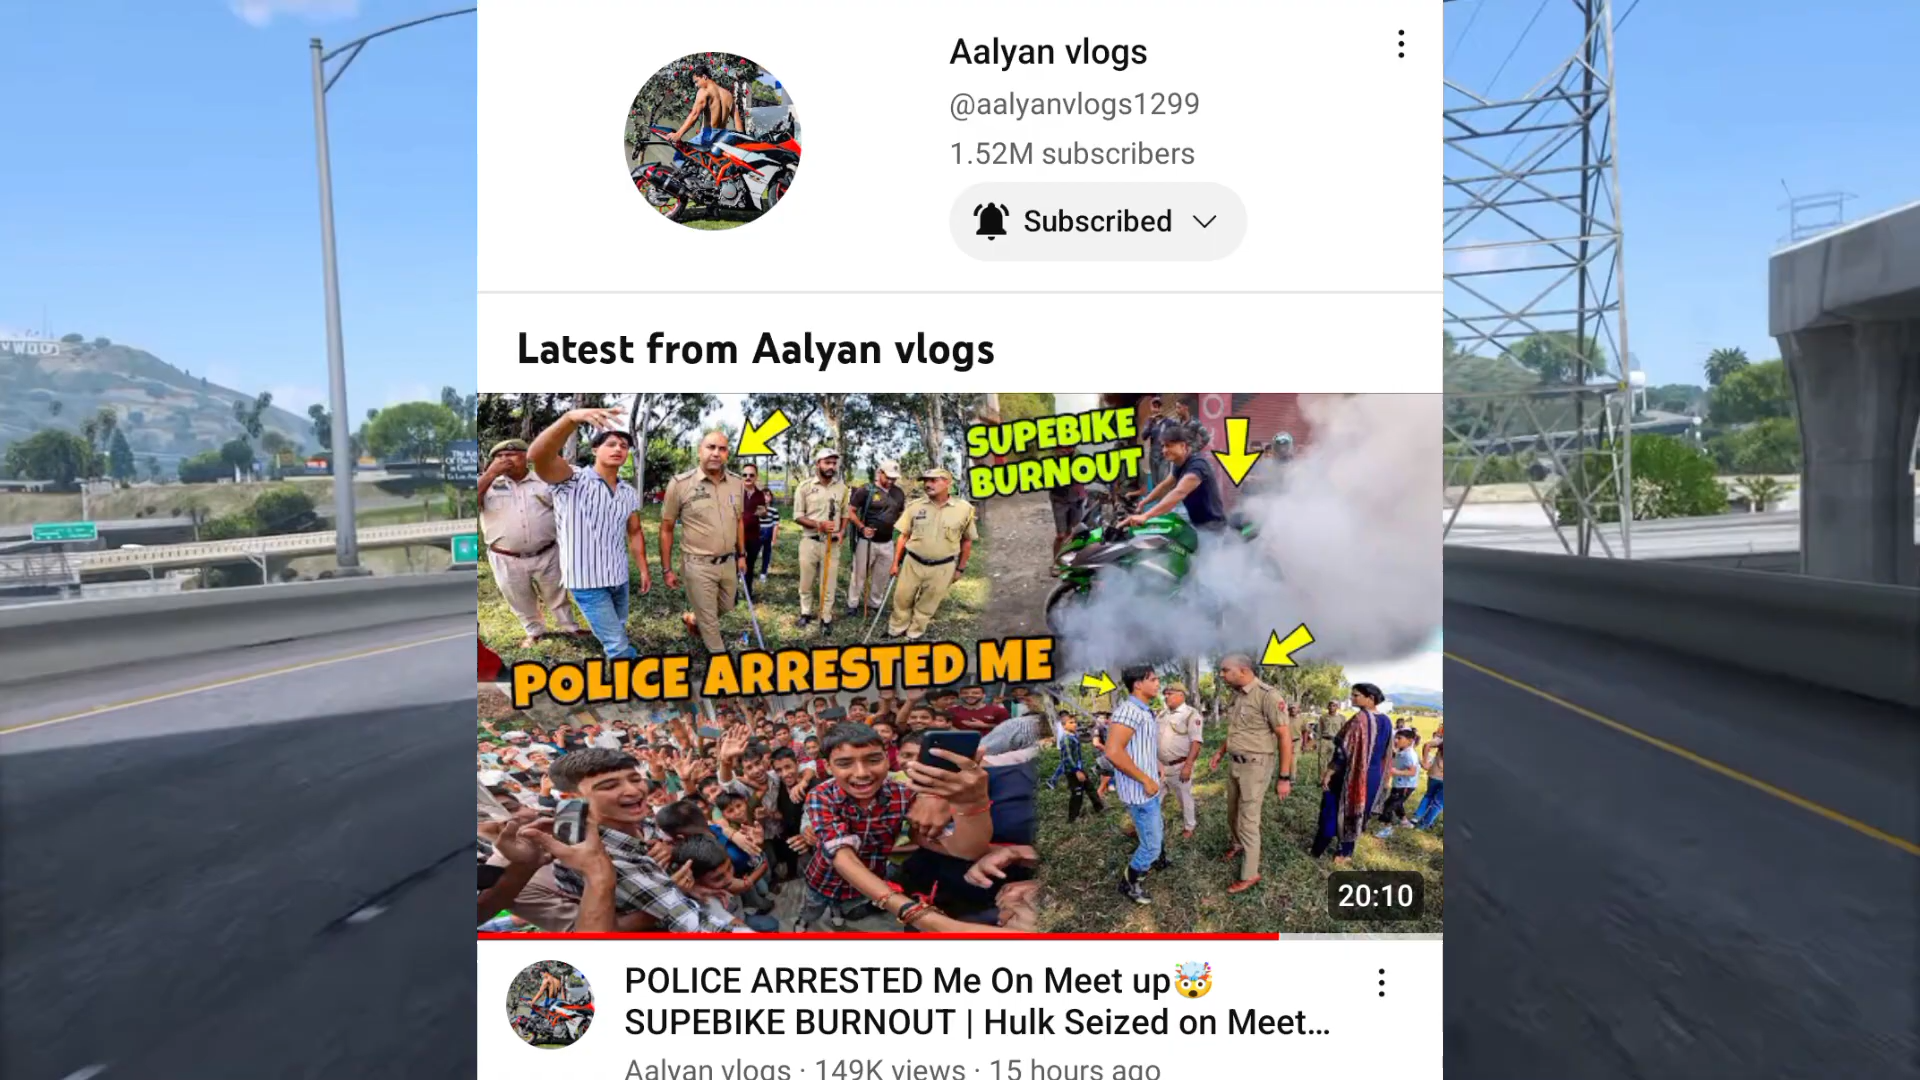 Aalyan vlogs
@aalyanvlogs1299
1.52M subscribers
Subscribed
Latest from Aalyan vlogs
SUPEBIKE
BURNOUT
POLICE ARRESTED ME
20:10
POLICE ARRESTED Me On Meet up🤯
SUPEBIKE BURNOUT | Hulk Seized on Meet...
Aalyan vlogs · 149K views · 15 hours ago